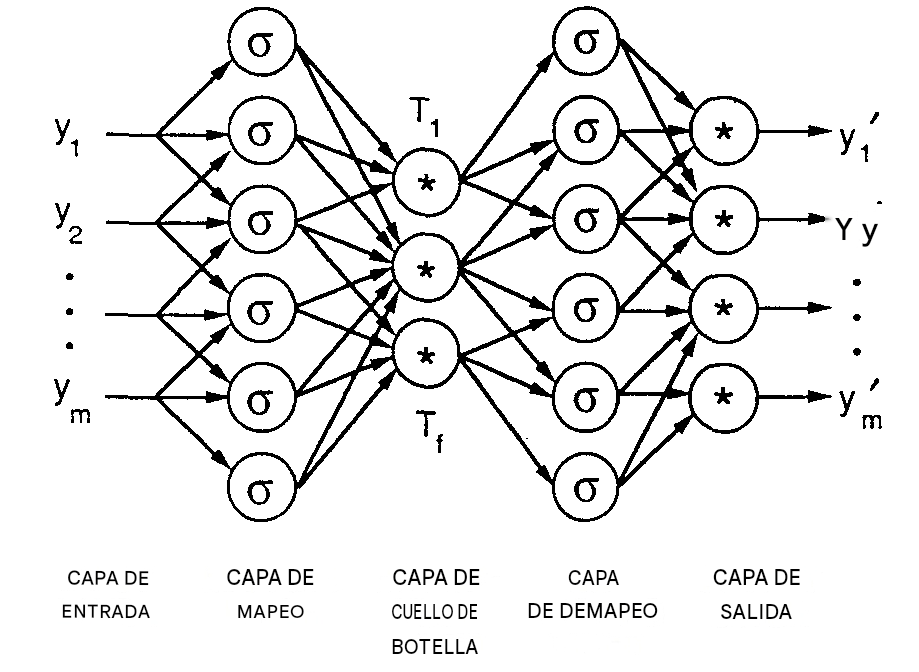 σ σ
T₁
y₁ σ * σ * y₁′
y₂ σ σ * Y y
* 
σ σ *
*
yₘ σ σ * yₘ′
T_f
σ σ
CAPA DE ENTRADA
CAPA DE MAPEO
CAPA DE CUELLO DE BOTELLA
CAPA DE DEMAPEO
CAPA DE SALIDA